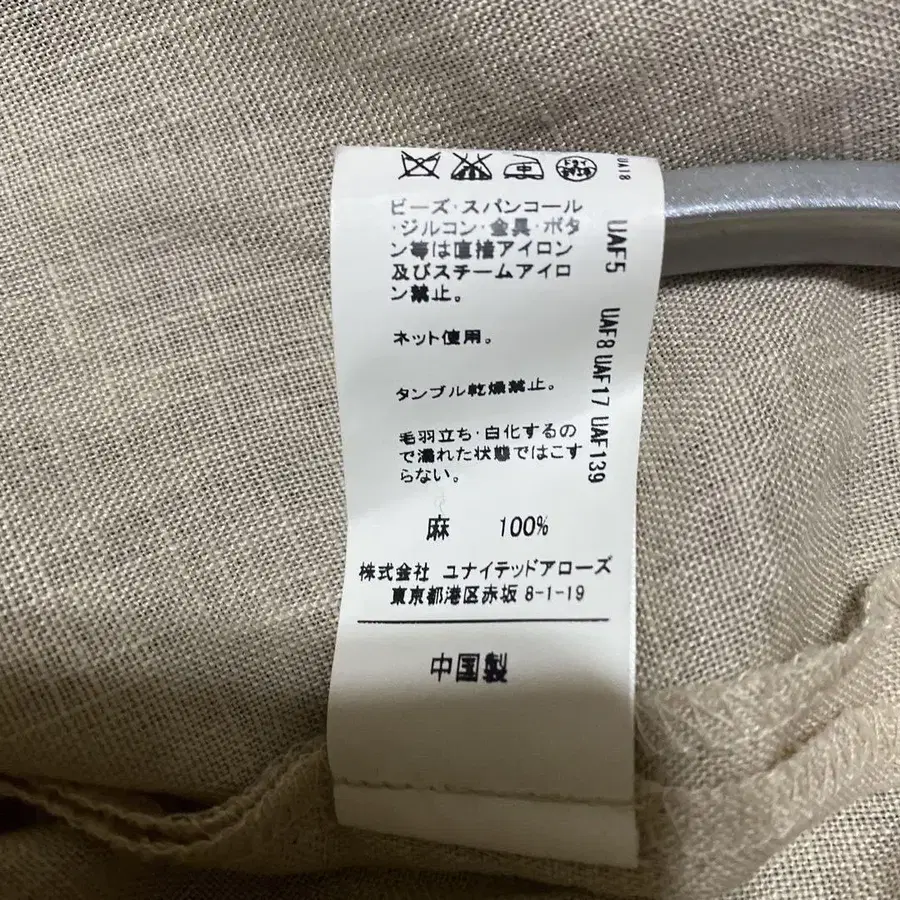 中
ドライ
UA18
ビーズ・スパンコール
・ジルコン・金具・ボタ
ン等は直接アイロン
及びスチームアイロ
ン禁止。
ネット使用。
タンブル乾燥禁止。
毛羽立ち・白化するの
で濡れた状態ではこす
らない。
UAF5 UAF8 UAF17 UAF139
麻 100%
株式会社 ユナイテッドアローズ
東京都港区赤坂 8-1-19
中国製